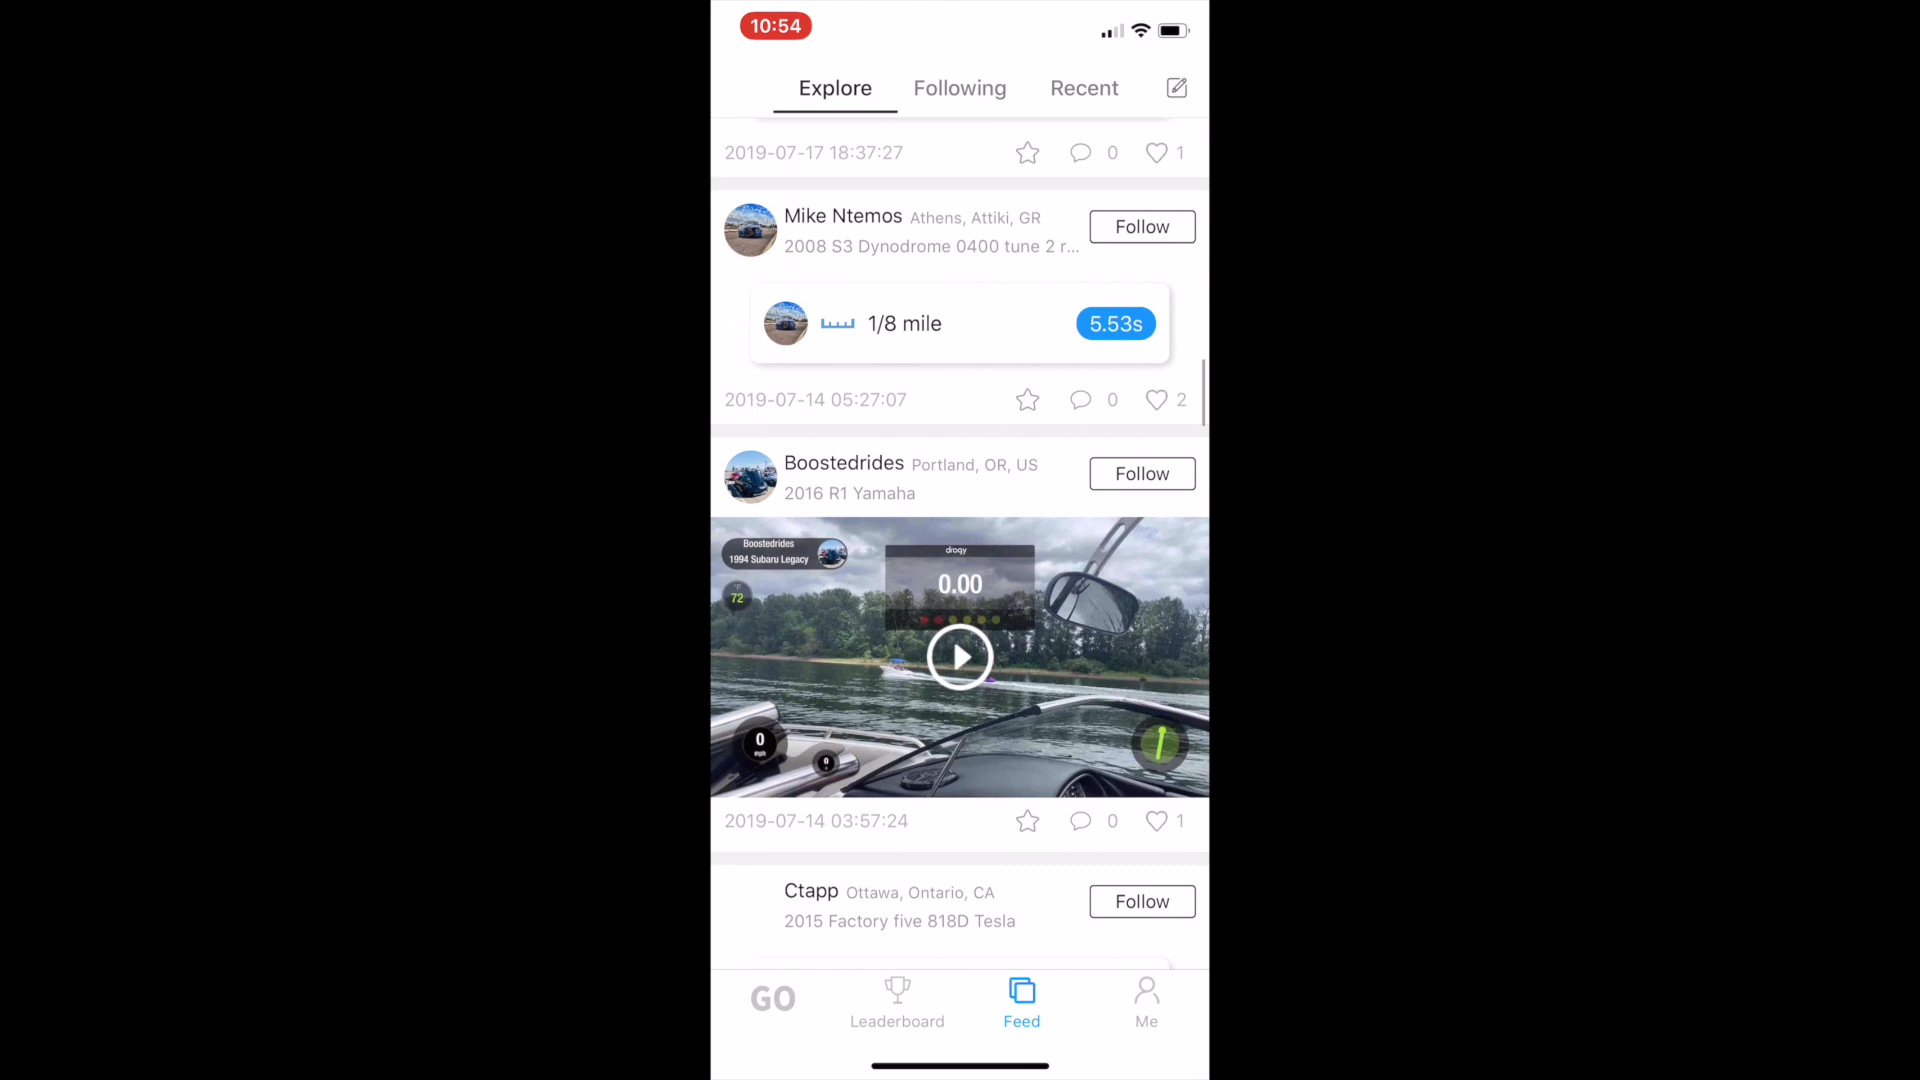 10:54
Explore Following Recent
2019-07-17 18:37:27 0 1
Mike Ntemos Athens, Attiki, GR Follow
2008 S3 Dynodrome 0400 tune 2 r...
1/8 mile 5.53s
2019-07-14 05:27:07 0 2
Boostedrides Portland, OR, US Follow
2016 R1 Yamaha
Boostedrides
1994 Subaru Legacy
dragy
0.00
°F
72
0
mph
0
2019-07-14 03:57:24 0 1
Ctapp Ottawa, Ontario, CA Follow
2015 Factory five 818D Tesla
GO
Leaderboard
Feed
Me